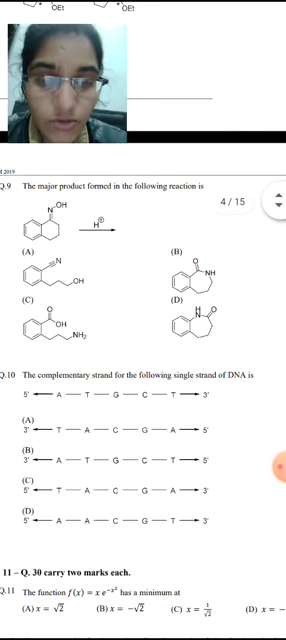 OEt
OEt
H 2019
Q.9 The major product formed in the following reaction is
4 / 15
N OH
H ⊕
(A)
(B)
≡N
OH
O
NH
(C)
(D)
O
OH
NH₂
H
N
O
Q.10 The complementary strand for the following single strand of DNA is
5' ← A — T — G — C — T → 3'
(A)
3' ← T — A — C — G — A → 5'
(B)
3' ← A — T — G — C — T → 5'
(C)
5' ← T — A — C — G — A → 3'
(D)
5' ← A — A — C — G — T → 3'
11 – Q. 30 carry two marks each.
Q.11 The function f(x) = x e^{-x²} has a minimum at
(A) x = √2 (B) x = −√2 (C) x = 1/√2 (D) x = −